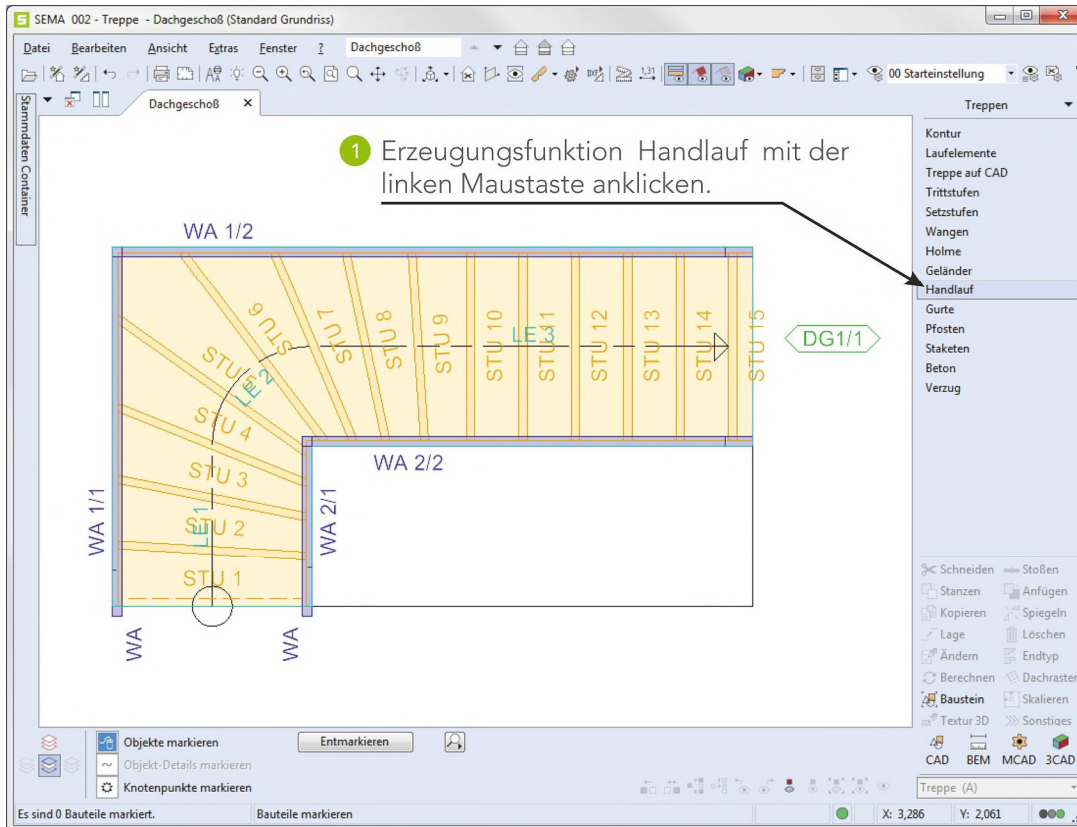 SEMA 002 - Treppe - Dachgeschoß (Standard Grundriss)
Datei Bearbeiten Ansicht Extras Fenster ? Dachgeschoß
00 Starteinstellung
Stammdaten Container
Dachgeschoß
Treppen
1 Erzeugungsfunktion Handlauf mit der
linken Maustaste anklicken.
Kontur
Laufelemente
Treppe auf CAD
Trittstufen
Setzstufen
Wangen
Holme
Geländer
Handlauf
Gurte
Pfosten
Staketen
Beton
Verzug
WA 1/2
STU 6
STU 7
STU 8
STU 9
STU 10
STU 11
STU 12
STU 13
STU 14
STU 15
LE 3
DG1/1
STU 5
LE 2
STU 4
STU 3
WA 2/2
WA 1/1
LE 1
STU 2
WA 2/1
STU 1
WA
WA
Schneiden Stoßen
Stanzen Anfügen
Kopieren Spiegeln
Lage Löschen
Ändern Endtyp
Berechnen Dachraster
Baustein Skalieren
Textur 3D Sonstiges
CAD BEM MCAD 3CAD
Treppe (A)
Objekte markieren Entmarkieren
Objekt-Details markieren
Knotenpunkte markieren
Es sind 0 Bauteile markiert. Bauteile markieren X: 3,286 Y: 2,061